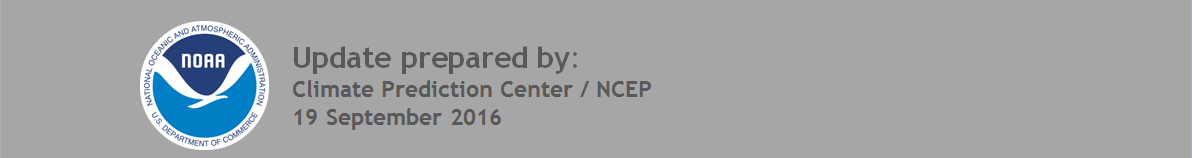 NATIONAL OCEANIC AND ATMOSPHERIC ADMINISTRATION
NOAA
U.S. DEPARTMENT OF COMMERCE
Update prepared by:
Climate Prediction Center / NCEP
19 September 2016